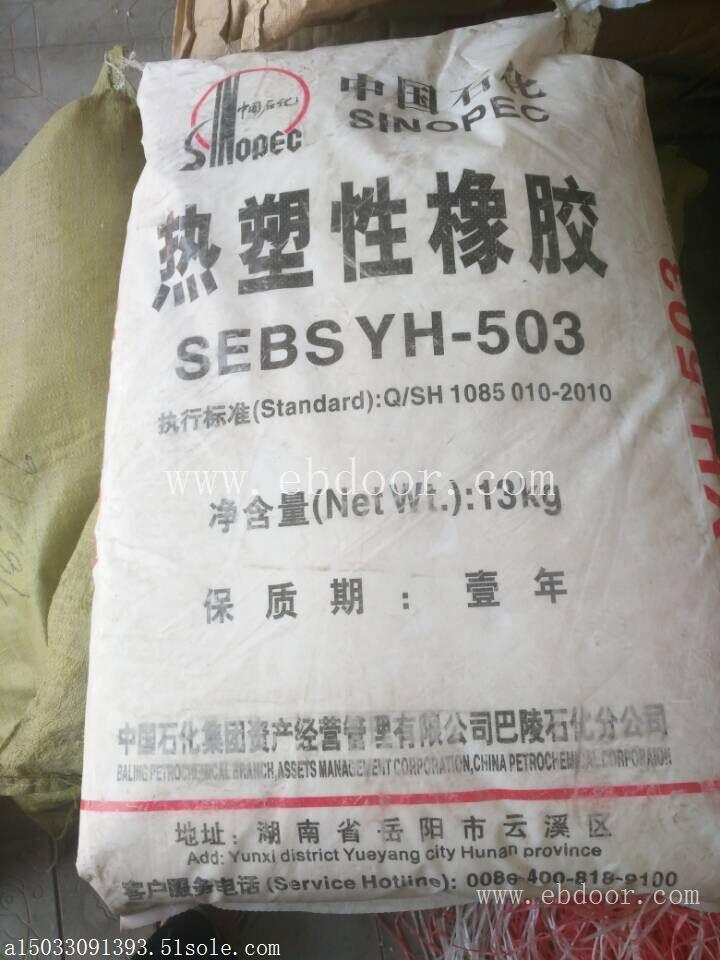 中国石化
SINOPEC
中国石化
SINOPEC
热塑性橡胶
SEBS YH-503
执行标准(Standard):Q/SH 1085 010-2010
www.ebdoor.com
净含量(Net Wt.):13kg
保质期：壹年
中国石化集团资产经营管理有限公司巴陵石化分公司
BALING PETROCHEMICAL BRANCH,ASSETS MANAGEMENT CORPORATION,CHINA PETROCHEMICAL CORPORAION
地址：湖南省岳阳市云溪区
Add: Yunxi district Yueyang city Hunan province
客户服务电话(Service Hotline): 0086-400-818-9100
www.ebdoor.com
a15033091393.51sole.com
YH-503